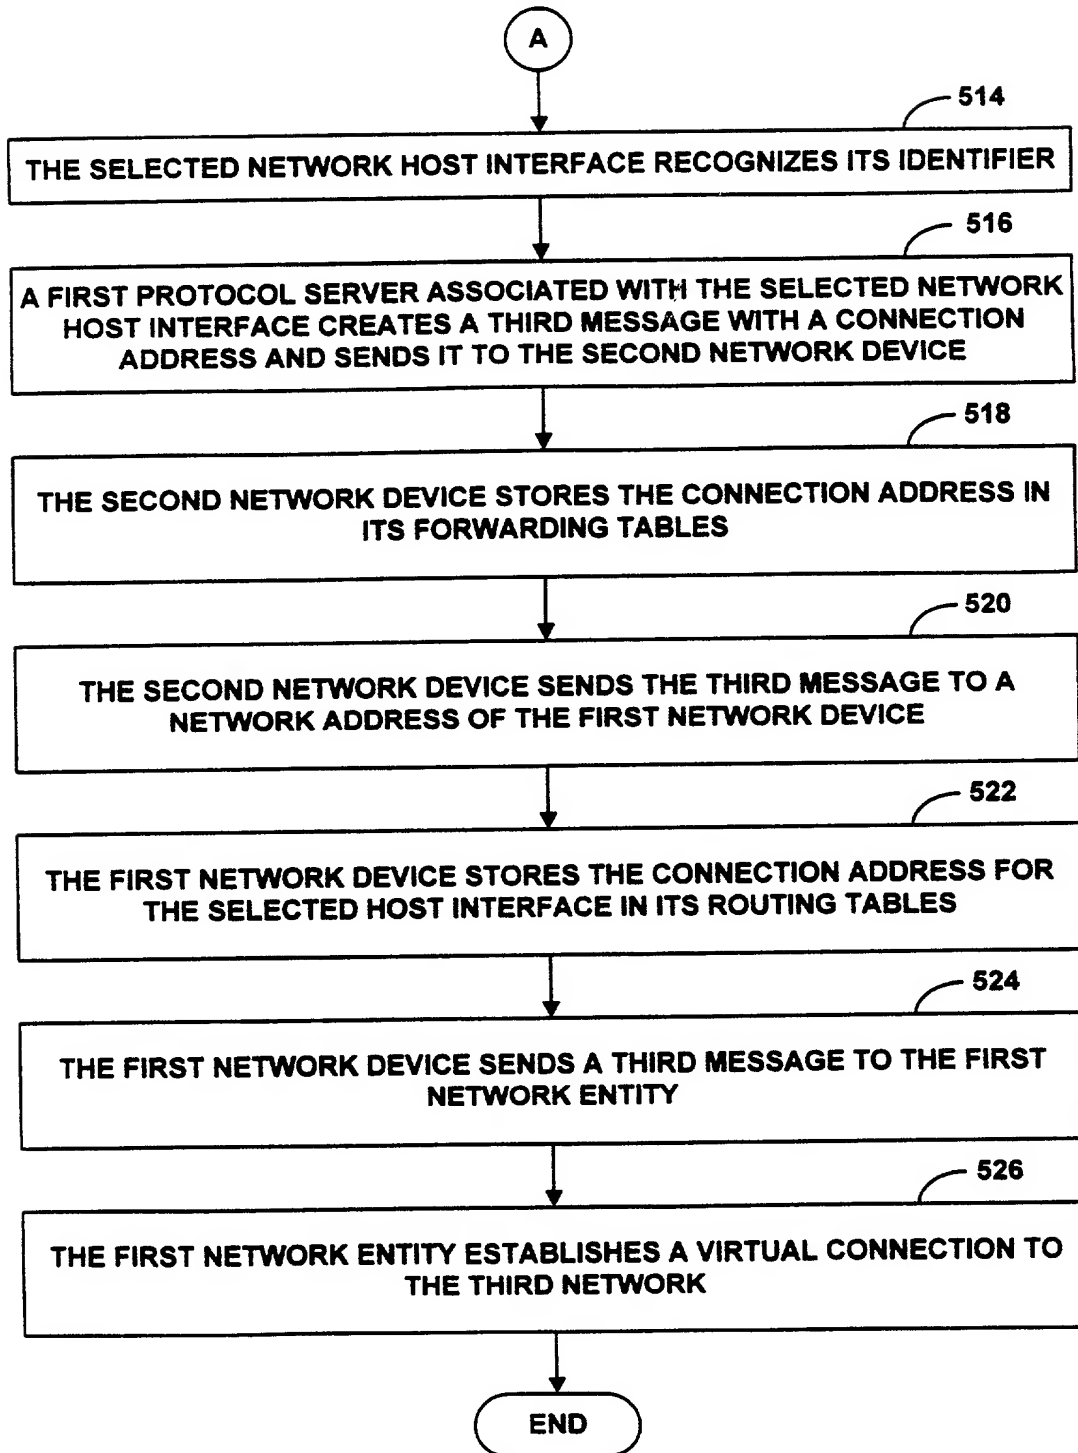 A
514
THE SELECTED NETWORK HOST INTERFACE RECOGNIZES ITS IDENTIFIER
516
A FIRST PROTOCOL SERVER ASSOCIATED WITH THE SELECTED NETWORK
HOST INTERFACE CREATES A THIRD MESSAGE WITH A CONNECTION
ADDRESS AND SENDS IT TO THE SECOND NETWORK DEVICE
518
THE SECOND NETWORK DEVICE STORES THE CONNECTION ADDRESS IN
ITS FORWARDING TABLES
520
THE SECOND NETWORK DEVICE SENDS THE THIRD MESSAGE TO A
NETWORK ADDRESS OF THE FIRST NETWORK DEVICE
522
THE FIRST NETWORK DEVICE STORES THE CONNECTION ADDRESS FOR
THE SELECTED HOST INTERFACE IN ITS ROUTING TABLES
524
THE FIRST NETWORK DEVICE SENDS A THIRD MESSAGE TO THE FIRST
NETWORK ENTITY
526
THE FIRST NETWORK ENTITY ESTABLISHES A VIRTUAL CONNECTION TO
THE THIRD NETWORK
END